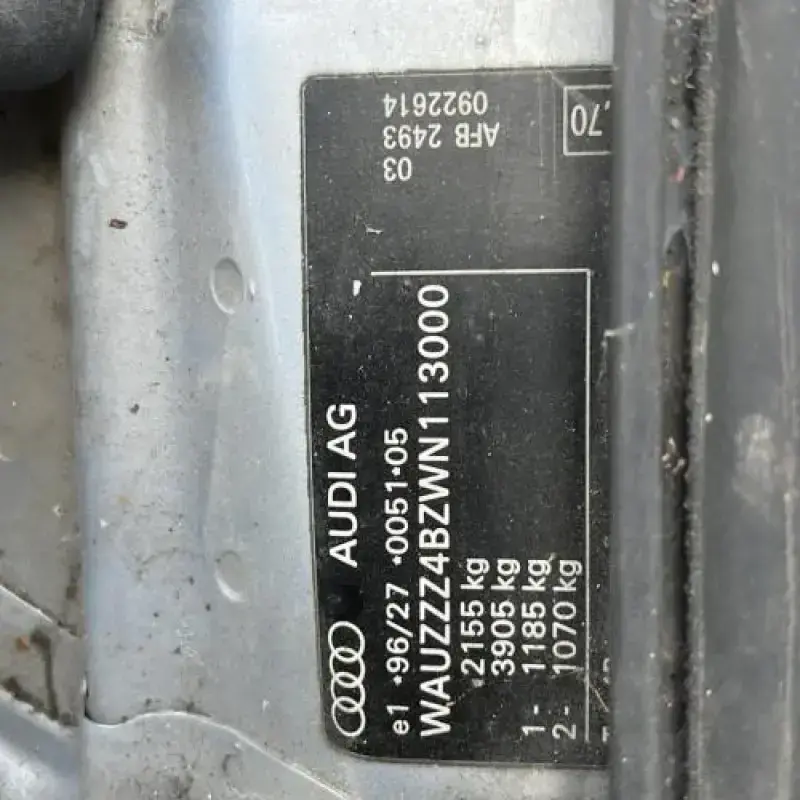 AUDI AG
e1 *96/27 *0051*05
WAUZZZ4BZWN113000
2155 kg
3905 kg
1- 1185 kg
2- 1070 kg
03
AFB 2493
0922614
.70